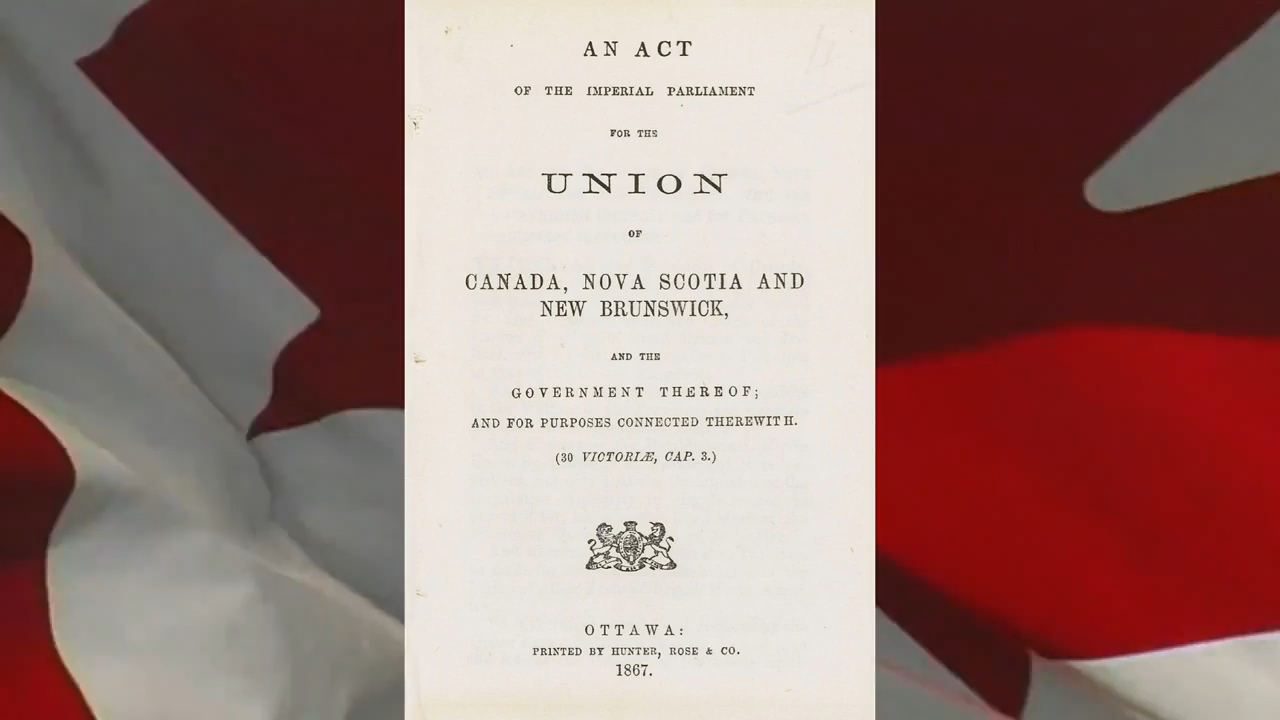 AN ACT
OF THE IMPERIAL PARLIAMENT
FOR THE
UNION
OF
CANADA, NOVA SCOTIA AND
NEW BRUNSWICK,
AND THE
GOVERNMENT THEREOF;
AND FOR PURPOSES CONNECTED THEREWITH.
(30 VICTORIÆ, CAP. 3.)
OTTAWA:
PRINTED BY HUNTER, ROSE & CO.
1867.